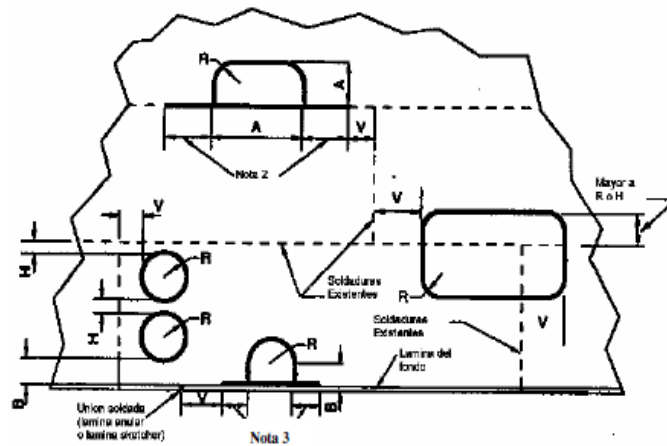 R
A
A
V
Nota 2
V
Mayor a
R o H
V
H
R
Soldaduras
Existentes
R
H
R
Soldaduras
Existentes
V
R
Lamina del
fondo
B
B
V
Union soldada
(lamina anular
o lamina sketcher)
Nota 3